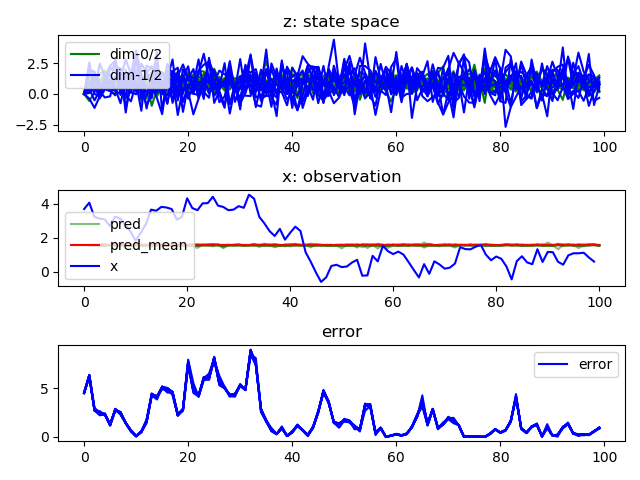 z: state space
dim-0/2
dim-1/2
2.5
0.0
−2.5
0 20 40 60 80 100
x: observation
pred
pred_mean
x
4
2
0
0 20 40 60 80 100
error
error
5
0
0 20 40 60 80 100